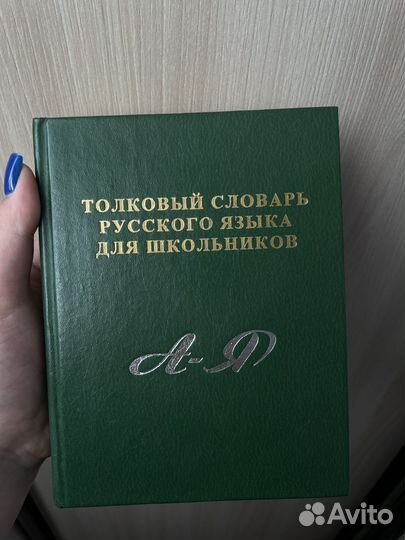 ТОЛКОВЫЙ СЛОВАРЬ
РУССКОГО ЯЗЫКА
ДЛЯ ШКОЛЬНИКОВ
А-Я
Avito